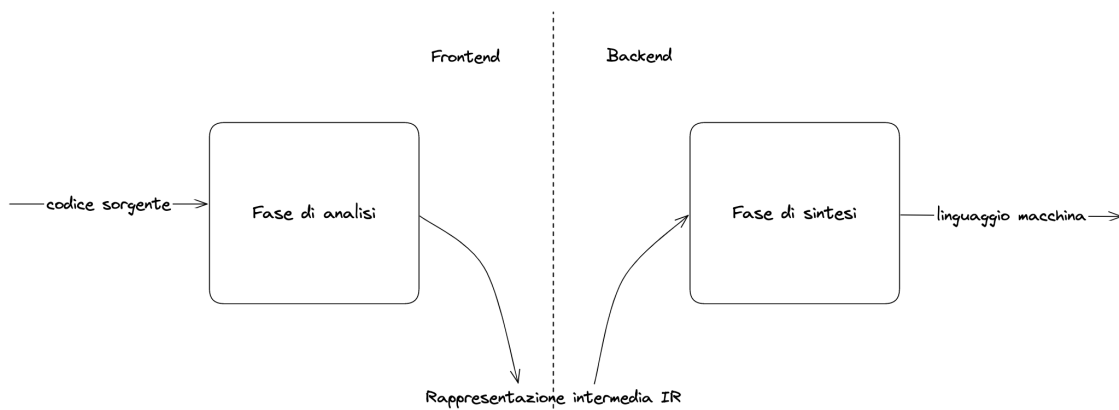 Frontend
Backend
codice sorgente
Fase di analisi
Fase di sintesi
linguaggio macchina
Rappresentazione intermedia IR